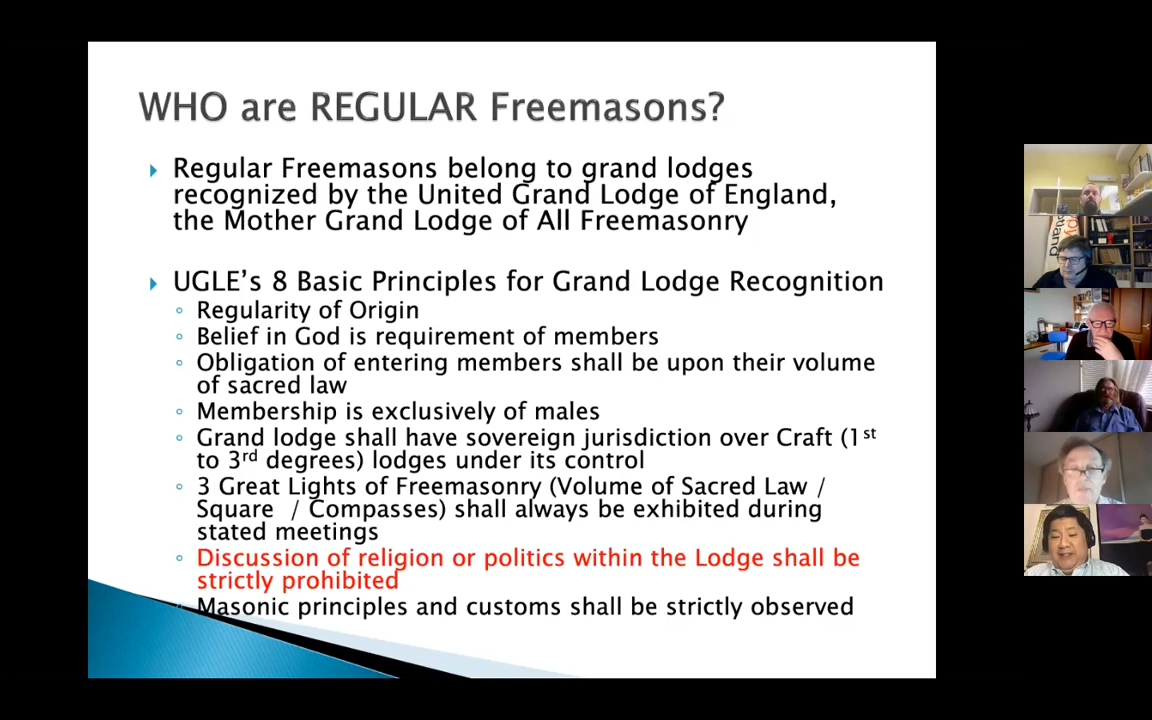 WHO are REGULAR Freemasons?
Regular Freemasons belong to grand lodges
recognized by the United Grand Lodge of England,
the Mother Grand Lodge of All Freemasonry
UGLE's 8 Basic Principles for Grand Lodge Recognition
Regularity of Origin
Belief in God is requirement of members
Obligation of entering members shall be upon their volume
of sacred law
Membership is exclusively of males
Grand lodge shall have sovereign jurisdiction over Craft (1st
to 3rd degrees) lodges under its control
3 Great Lights of Freemasonry (Volume of Sacred Law /
Square / Compasses) shall always be exhibited during
stated meetings
Discussion of religion or politics within the Lodge shall be
strictly prohibited
Masonic principles and customs shall be strictly observed